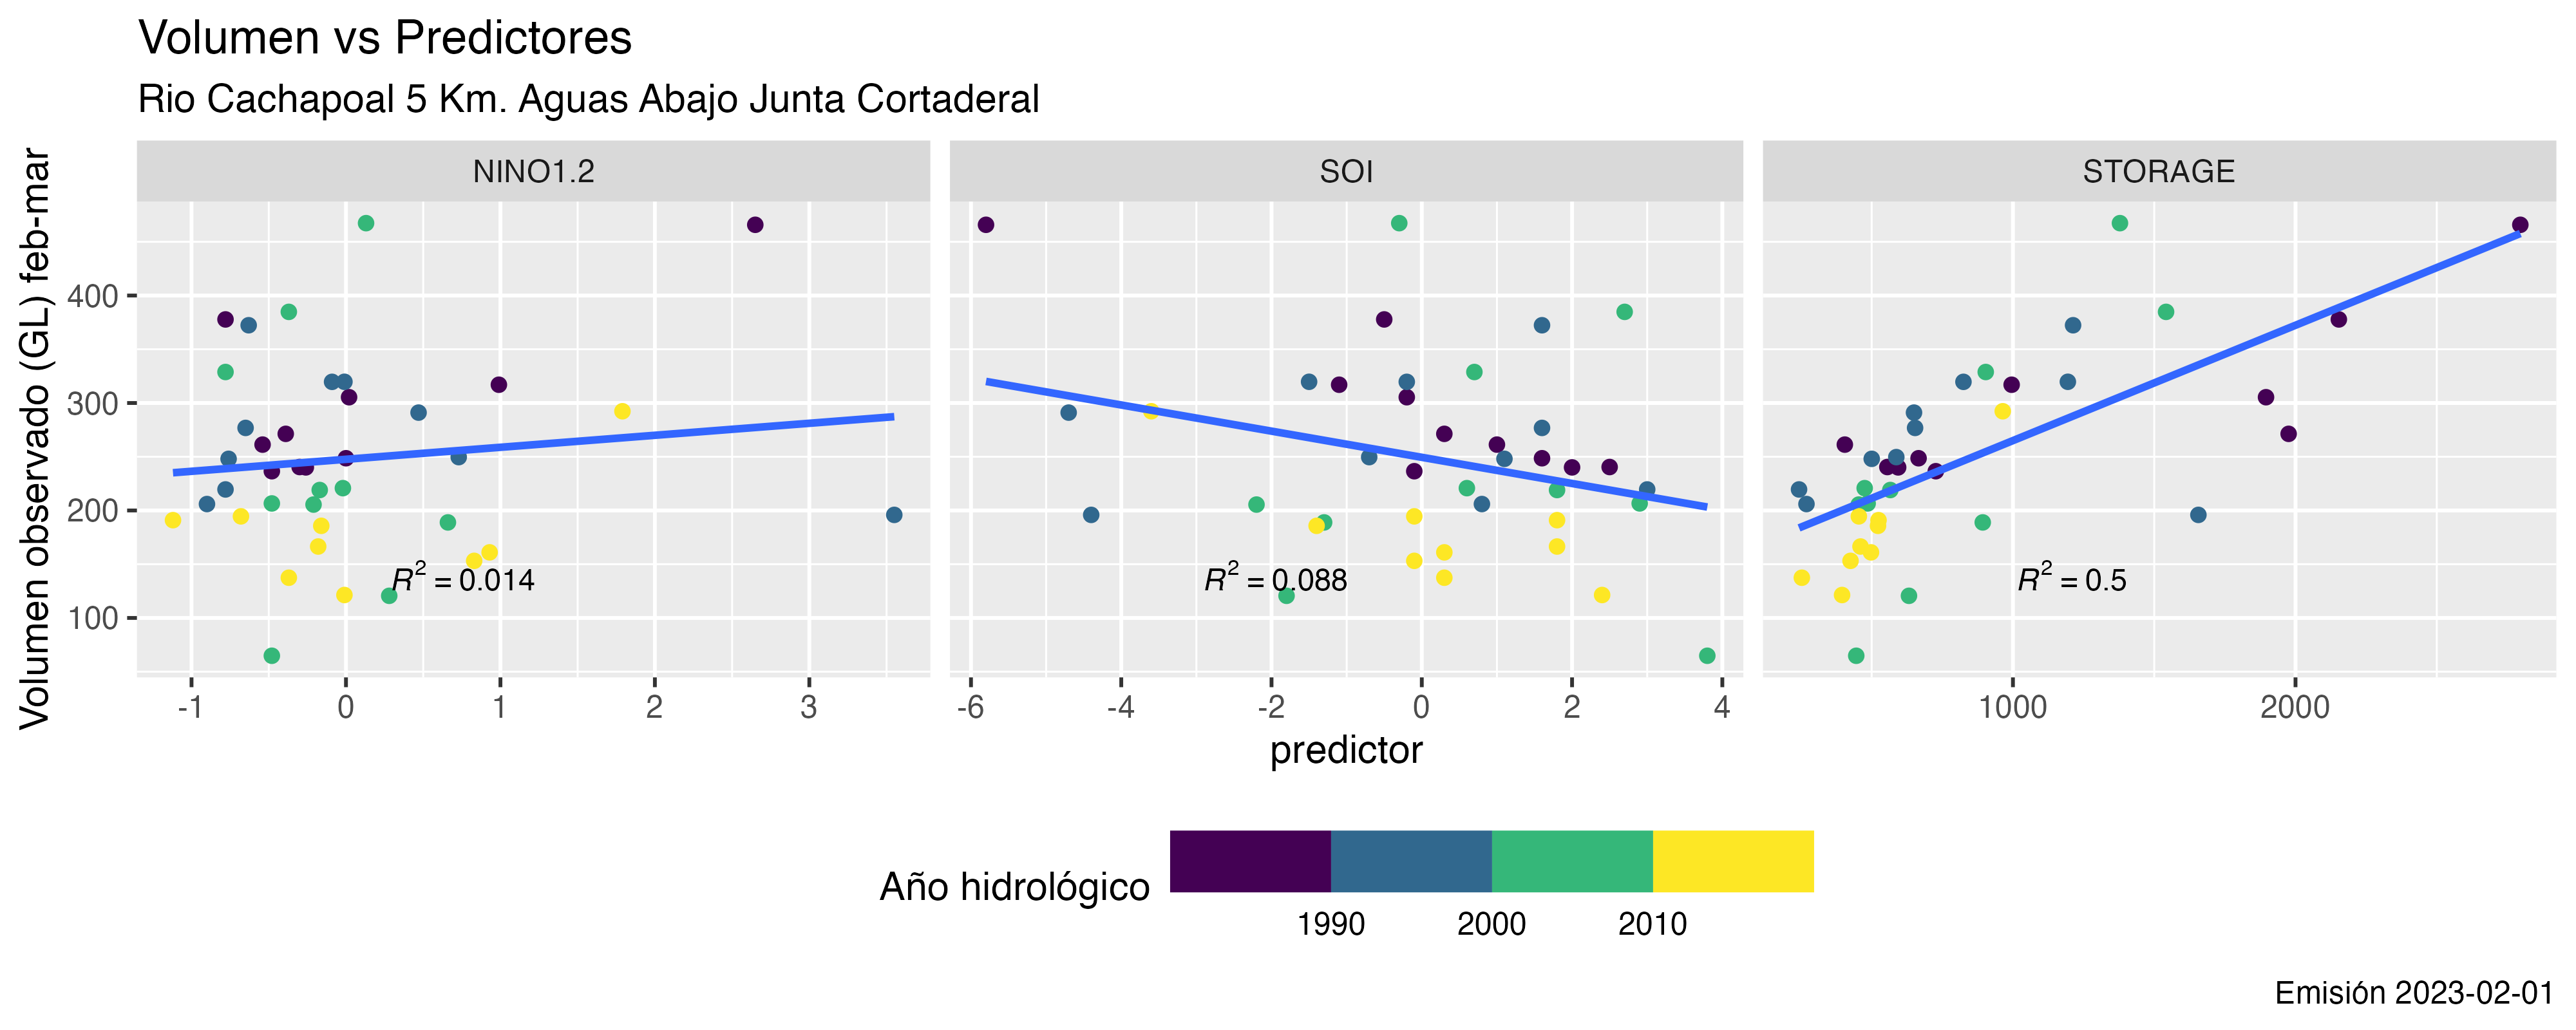 Volumen vs Predictores
Rio Cachapoal 5 Km. Aguas Abajo Junta Cortaderal
NINO1.2 SOI STORAGE
Volumen observado (GL) feb-mar
400
300
200
100
R² = 0.014 R² = 0.088 R² = 0.5
-1 0 1 2 3 -6 -4 -2 0 2 4 1000 2000
predictor
Año hidrológico
1990 2000 2010
Emisión 2023-02-01